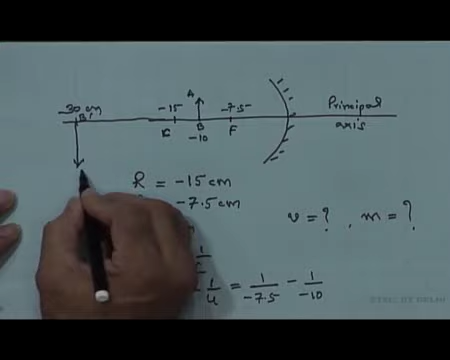 A
-30 cm
-15
-7.5
Principal
B'
C
B
F
axis
-10
R = -15 cm
-7.5 cm
v = ? , m = ?
1
1/u = 1/-7.5 - 1/-10